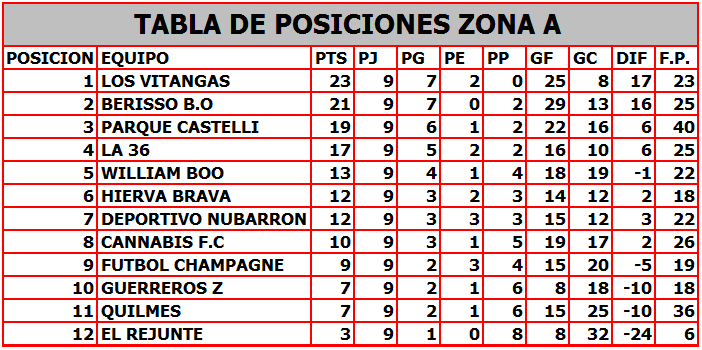 TABLA DE POSICIONES ZONA A
POSICION EQUIPO PTS PJ PG PE PP GF GC DIF F.P.
1 LOS VITANGAS 23 9 7 2 0 25 8 17 23
2 BERISSO B.O 21 9 7 0 2 29 13 16 25
3 PARQUE CASTELLI 19 9 6 1 2 22 16 6 40
4 LA 36 17 9 5 2 2 16 10 6 25
5 WILLIAM BOO 13 9 4 1 4 18 19 -1 22
6 HIERVA BRAVA 12 9 3 2 3 14 12 2 18
7 DEPORTIVO NUBARRON 12 9 3 3 3 15 12 3 22
8 CANNABIS F.C 10 9 3 1 5 19 17 2 26
9 FUTBOL CHAMPAGNE 9 9 2 3 4 15 20 -5 19
10 GUERREROS Z 7 9 2 1 6 8 18 -10 18
11 QUILMES 7 9 2 1 6 15 25 -10 36
12 EL REJUNTE 3 9 1 0 8 8 32 -24 6